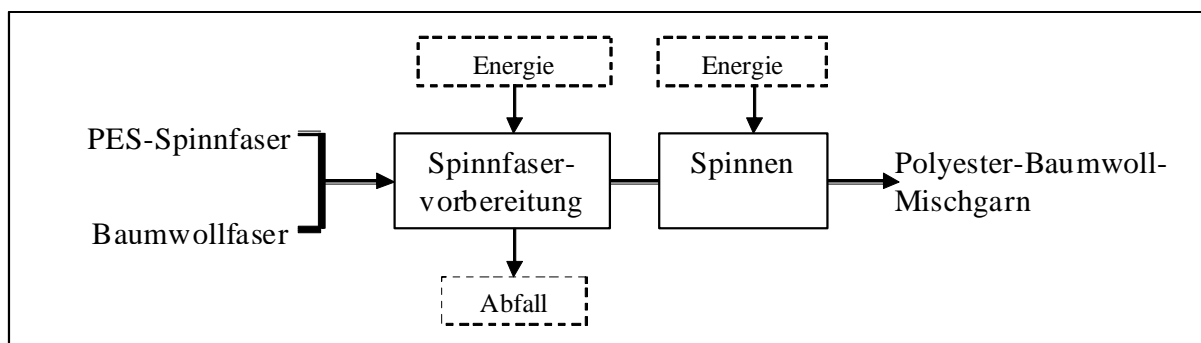 Energie
Energie
PES-Spinnfaser
Baumwollfaser
Spinnfaser-
vorbereitung
Spinnen
Polyester-Baumwoll-
Mischgarn
Abfall